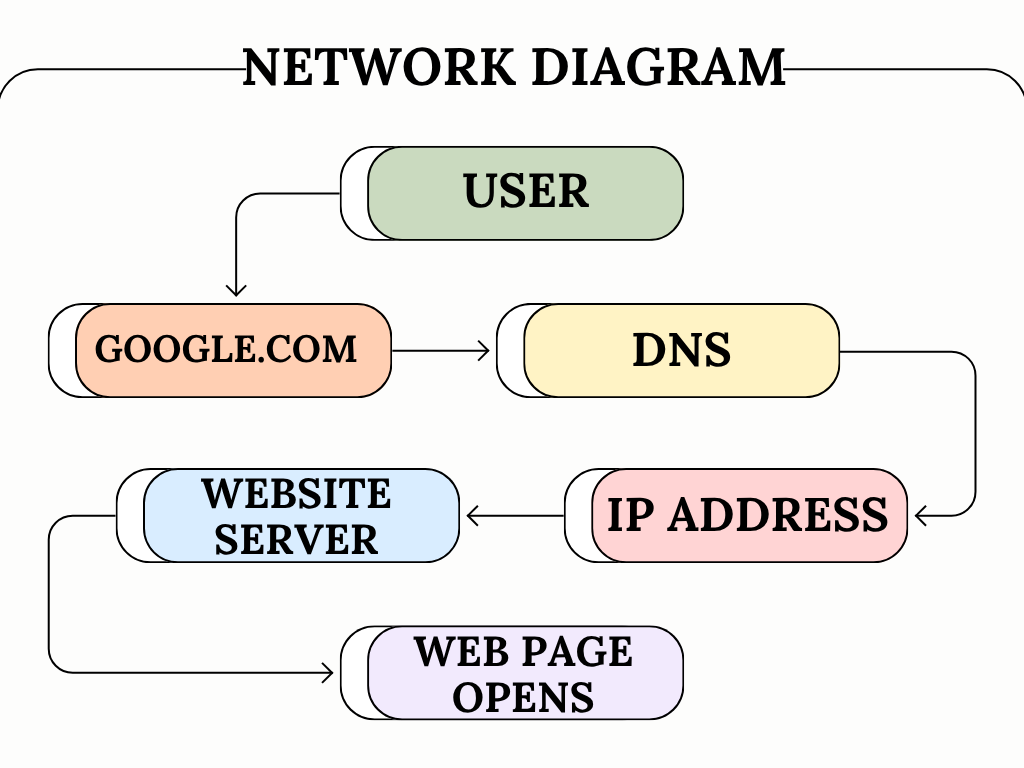 NETWORK DIAGRAM
USER
GOOGLE.COM
DNS
IP ADDRESS
WEBSITE
SERVER
WEB PAGE
OPENS